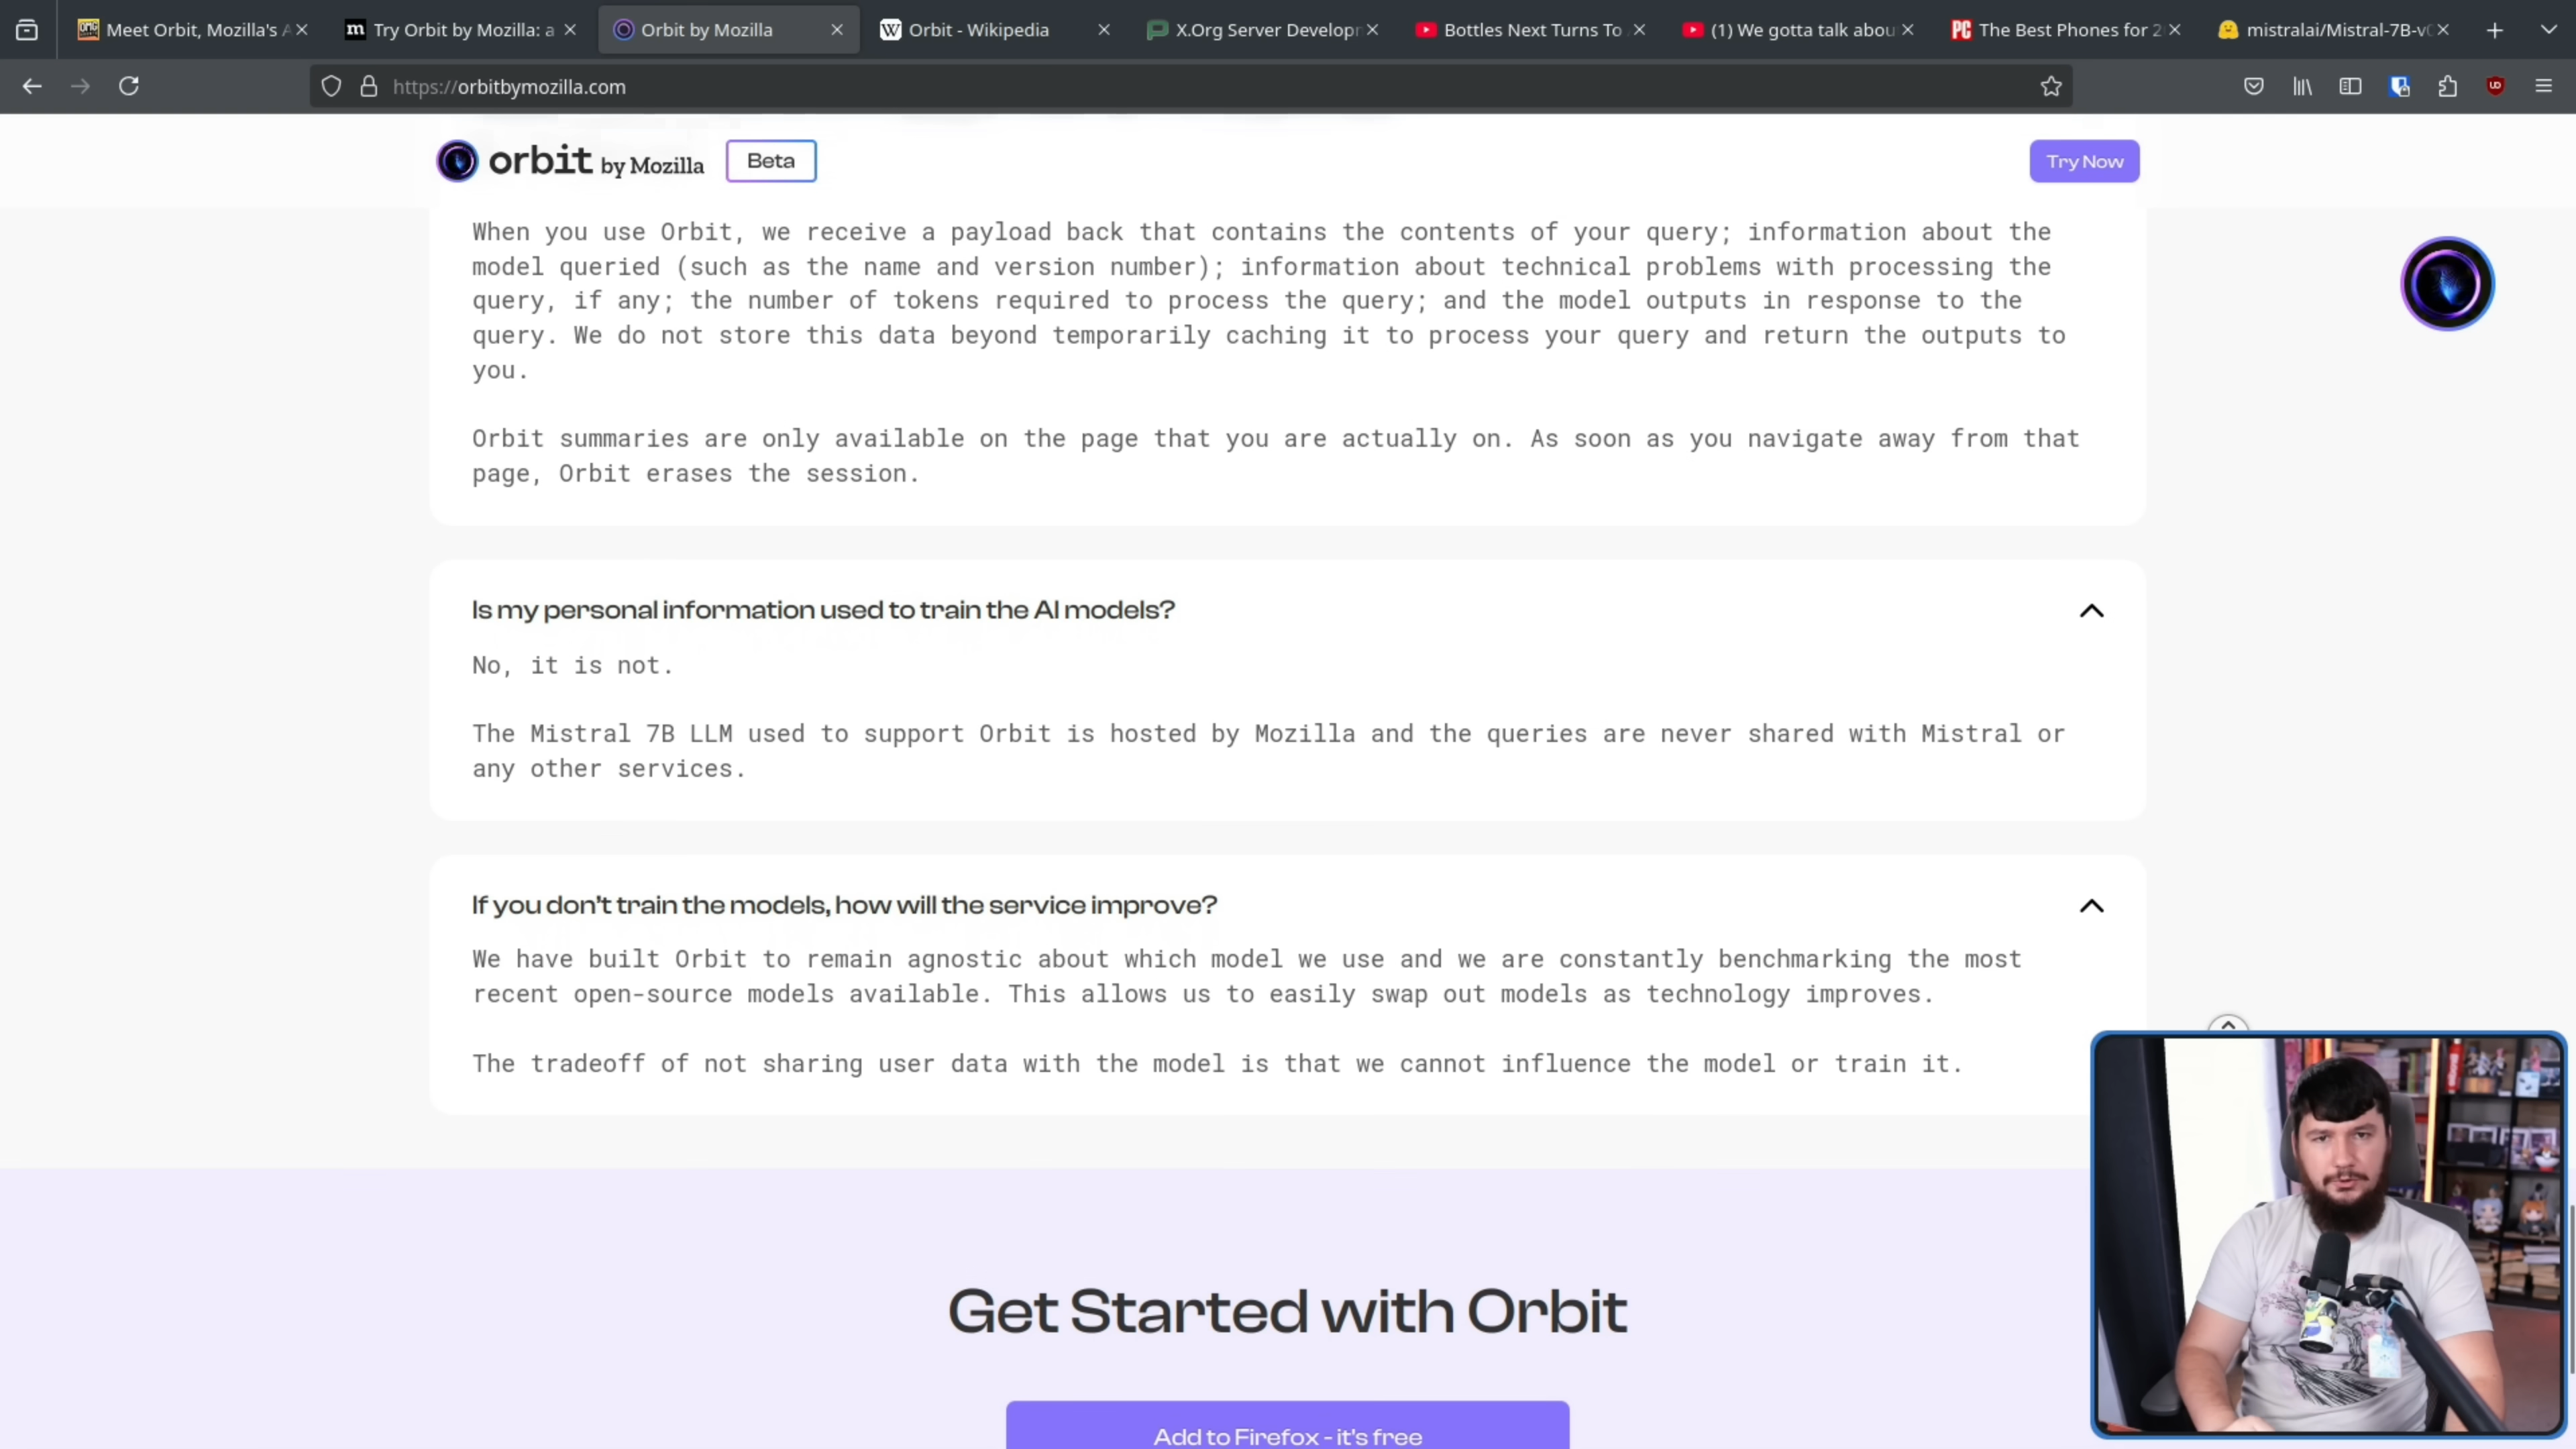 Meet Orbit, Mozilla's A
Try Orbit by Mozilla: a
Orbit by Mozilla
Orbit - Wikipedia
X.Org Server Developm
Bottles Next Turns To
(1) We gotta talk abou
The Best Phones for 2
mistralai/Mistral-7B-v0
https://orbitbymozilla.com
orbit by Mozilla
Beta
Try Now
When you use Orbit, we receive a payload back that contains the contents of your query; information about the
model queried (such as the name and version number); information about technical problems with processing the
query, if any; the number of tokens required to process the query; and the model outputs in response to the
query. We do not store this data beyond temporarily caching it to process your query and return the outputs to
you.
Orbit summaries are only available on the page that you are actually on. As soon as you navigate away from that
page, Orbit erases the session.
Is my personal information used to train the AI models?
No, it is not.
The Mistral 7B LLM used to support Orbit is hosted by Mozilla and the queries are never shared with Mistral or
any other services.
If you don't train the models, how will the service improve?
We have built Orbit to remain agnostic about which model we use and we are constantly benchmarking the most
recent open-source models available. This allows us to easily swap out models as technology improves.
The tradeoff of not sharing user data with the model is that we cannot influence the model or train it.
Get Started with Orbit
Add to Firefox - it's free